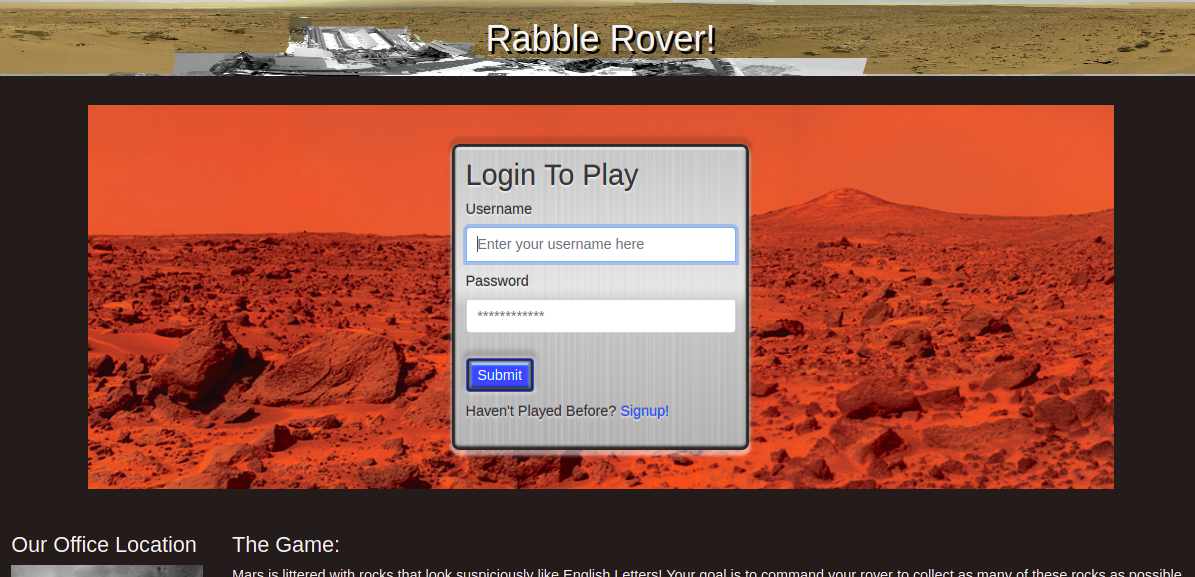 Rabble Rover!
Login To Play
Username
Enter your username here
Password
************
Submit
Haven't Played Before? Signup!
Our Office Location
The Game:
Mars is littered with rocks that look suspiciously like English Letters! Your goal is to command your rover to collect as many of these rocks as possible